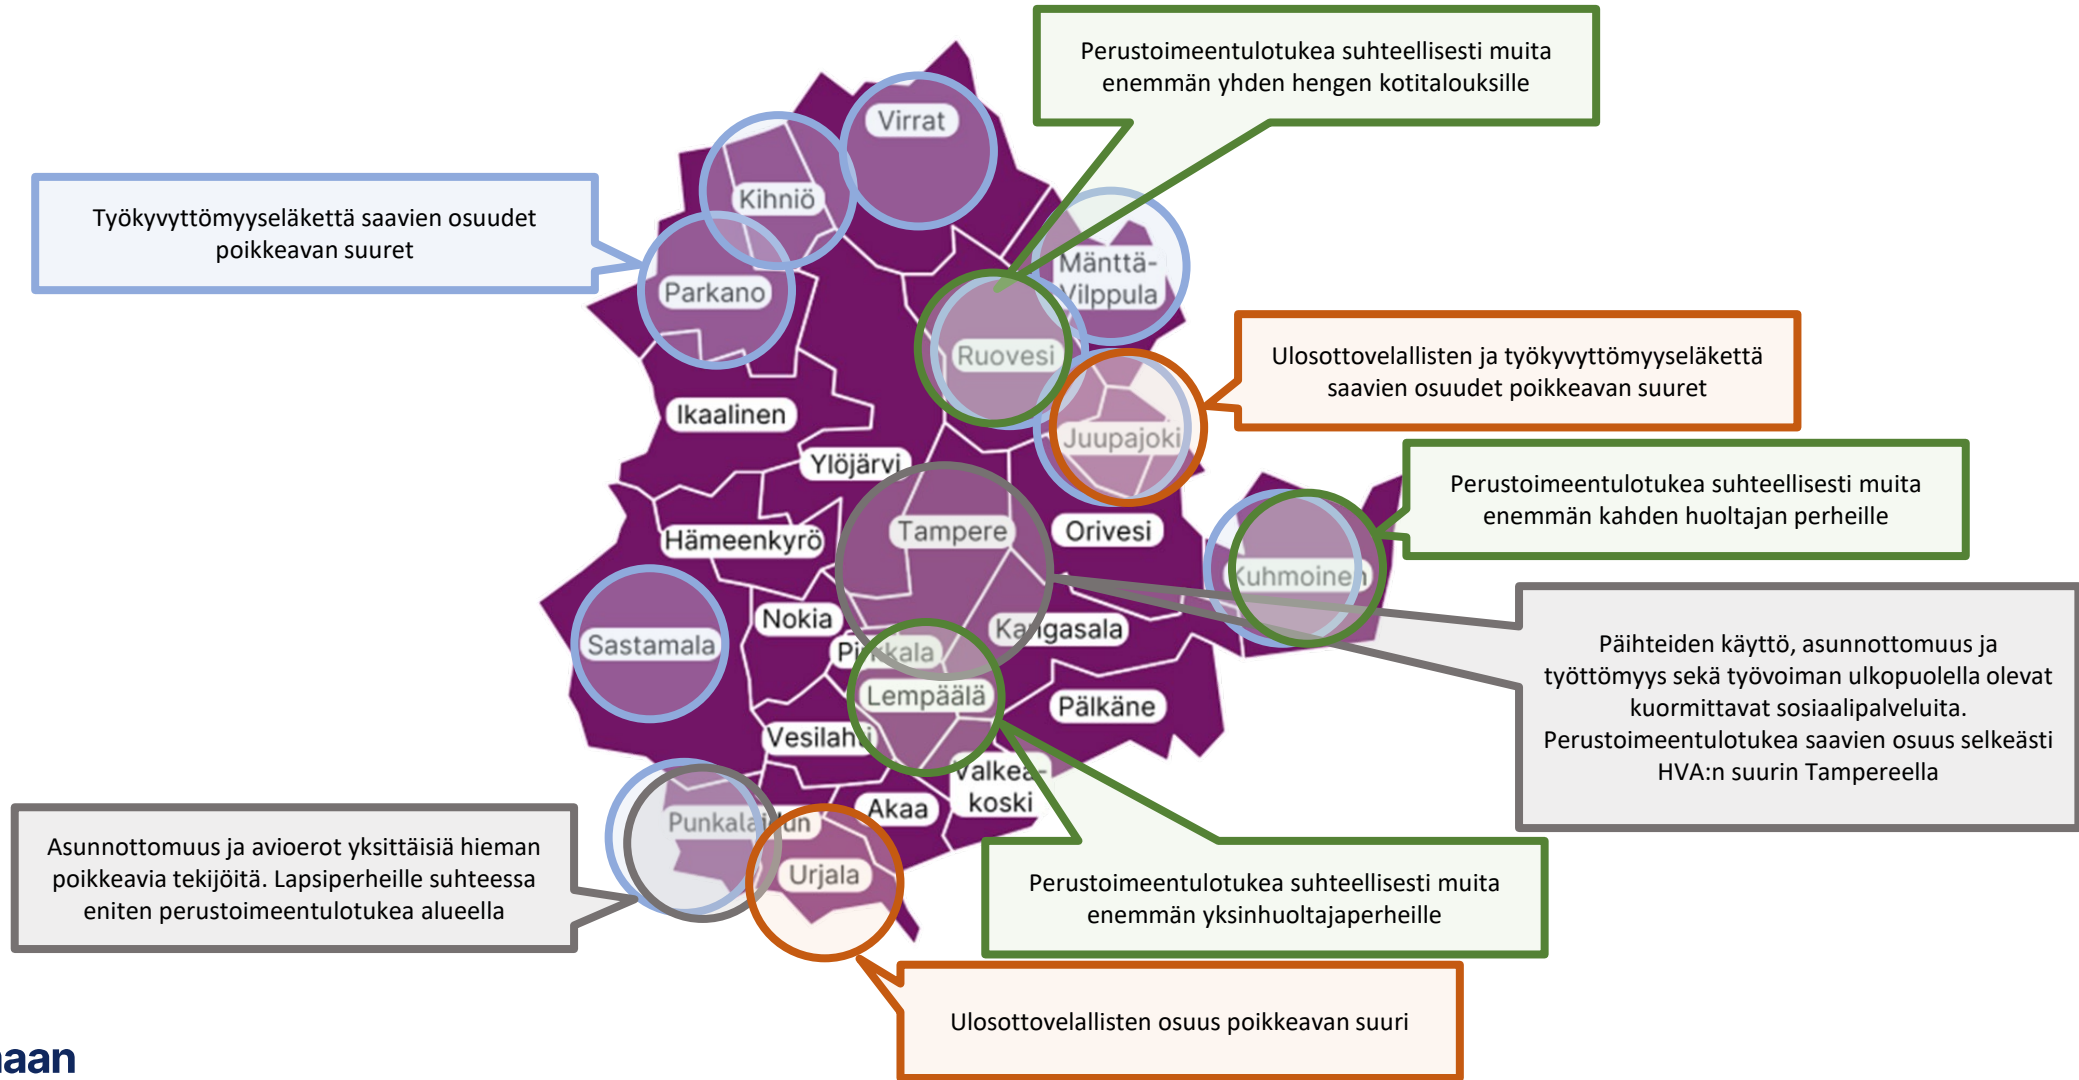 Perustoimeentulotukea suhteellisesti muita
enemmän yhden hengen kotitalouksille
Virrat
Kihniö
Työkyvyttömyyseläkettä saavien osuudet
poikkeavan suuret
Parkano
Mänttä-
Vilppula
Ruovesi
Ulosottovelallisten ja työkyvyttömyyseläkettä
saavien osuudet poikkeavan suuret
Ikaalinen
Juupajoki
Ylöjärvi
Perustoimeentulotukea suhteellisesti muita
enemmän kahden huoltajan perheille
Hämeenkyrö
Tampere
Orivesi
Kuhmoinen
Nokia
Kangasala
Sastamala
Pirkkala
Päihteiden käyttö, asunnottomuus ja
työttömyys sekä työvoiman ulkopuolella olevat
kuormittavat sosiaalipalveluita.
Perustoimeentulotukea saavien osuus selkeästi
HVA:n suurin Tampereella
Lempäälä
Pälkäne
Vesilahti
Valkea-
koski
Akaa
Punkalaidun
Urjala
Asunnottomuus ja avioerot yksittäisiä hieman
poikkeavia tekijöitä. Lapsiperheille suhteessa
eniten perustoimeentulotukea alueella
Perustoimeentulotukea suhteellisesti muita
enemmän yksinhuoltajaperheille
Ulosottovelallisten osuus poikkeavan suuri